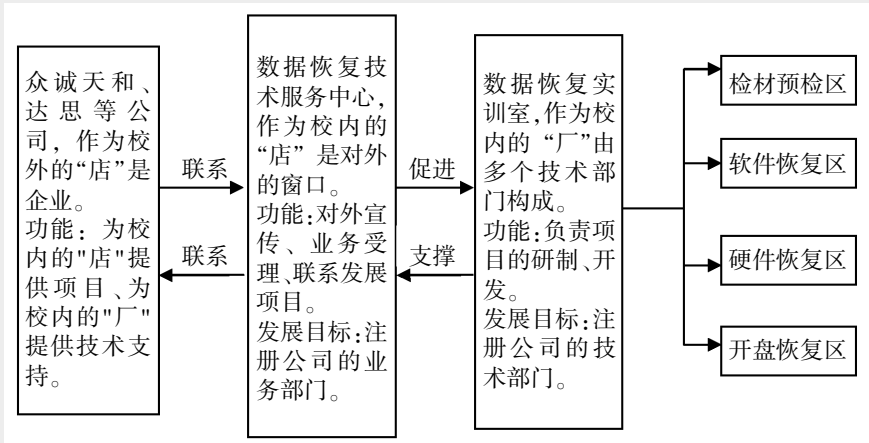 众诚天和、
达思等公
司，作为校
外的“店”是
企业。
功能：为校
内的"店"提
供项目、为
校内的"厂"
提供技术支
持。
联系
联系
数据恢复技
术服务中心，
作为校内的
“店”是对外
的窗口。
功能：对外宣
传、业务受
理、联系发展
项目。
发展目标：注
册公司的业
务部门。
促进
支撑
数据恢复实
训室，作为校
内的“厂”由
多个技术部
门构成。
功能：负责项
目的研制、开
发。
发展目标：注
册公司的技
术部门。
检材预检区
软件恢复区
硬件恢复区
开盘恢复区